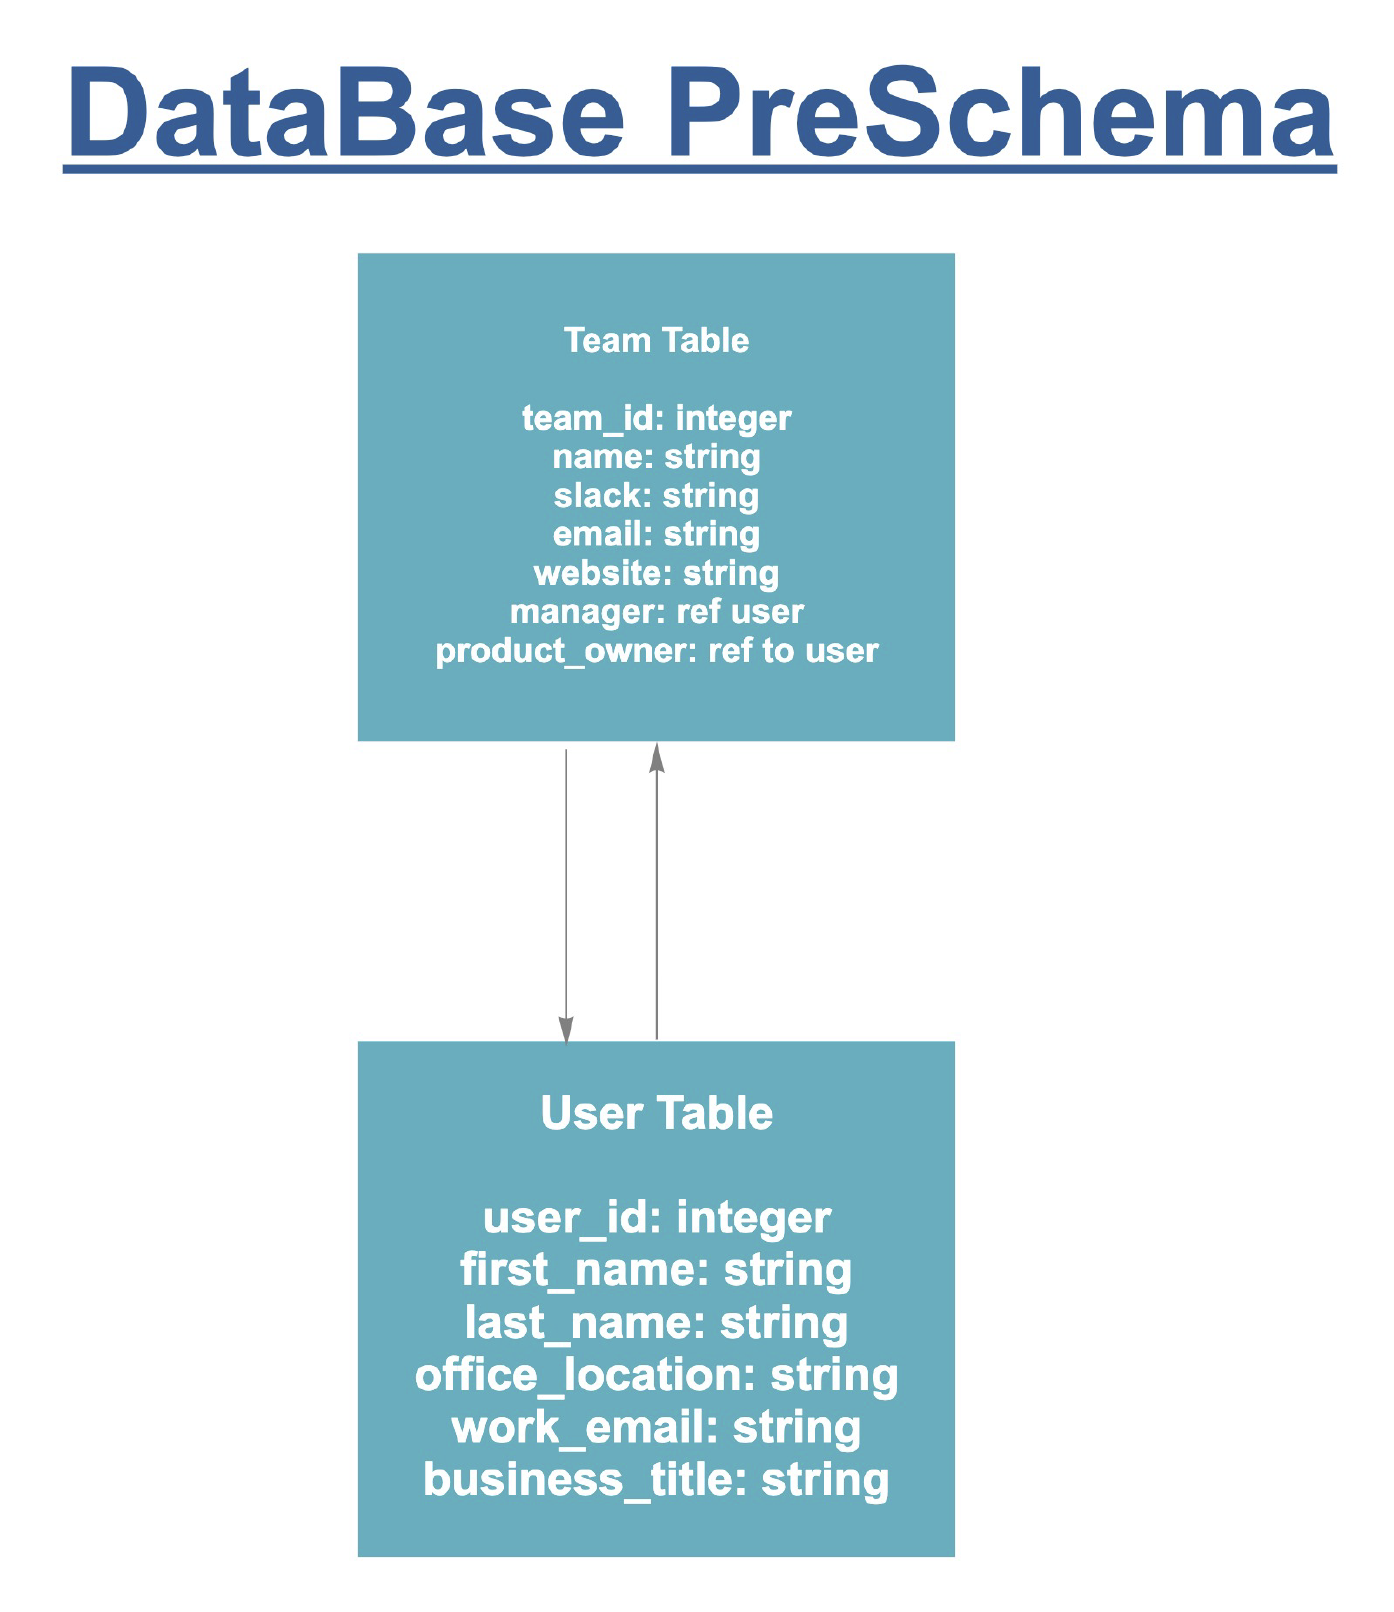 DataBase PreSchema
Team Table
team_id: integer
name: string
slack: string
email: string
website: string
manager: ref user
product_owner: ref to user
User Table
user_id: integer
first_name: string
last_name: string
office_location: string
work_email: string
business_title: string